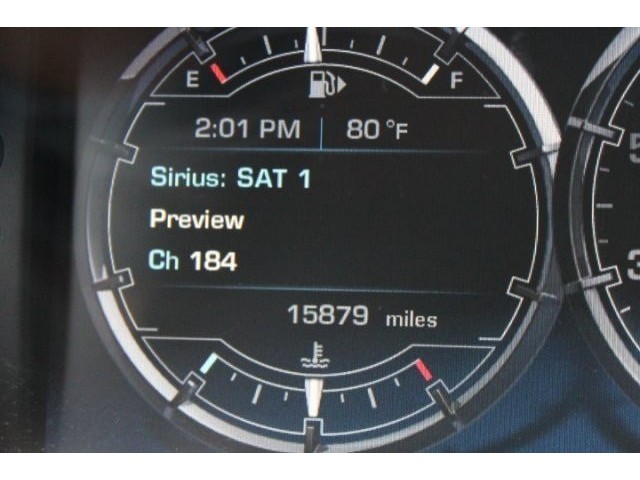 E F
2:01 PM 80 °F
Sirius: SAT 1
Preview
Ch 184
15879 miles